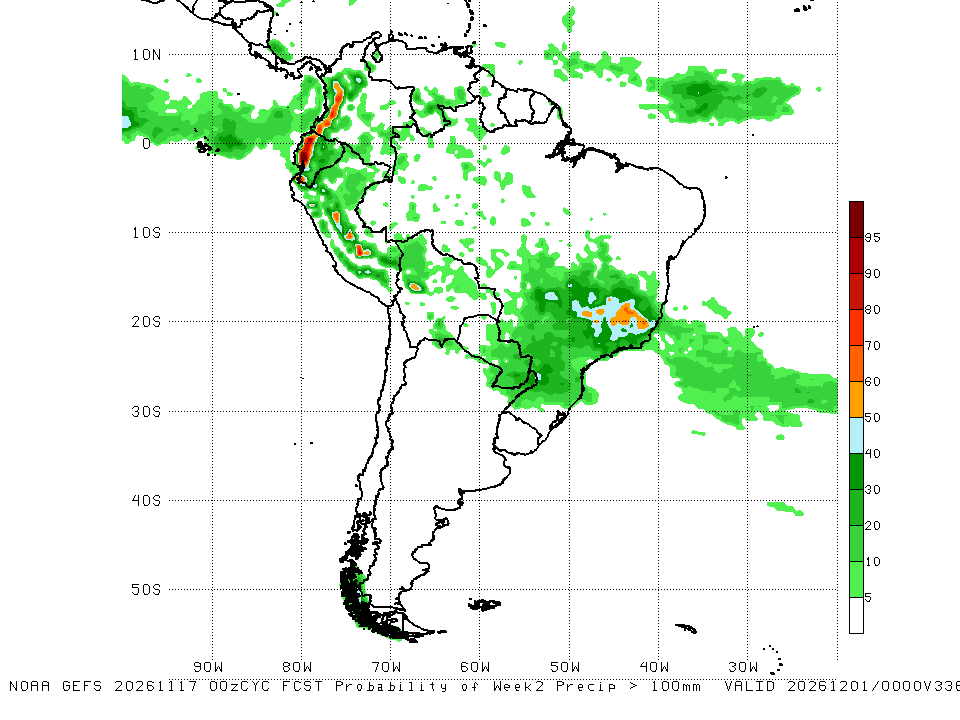 10N
0
10S
20S
30S
40S
50S
90W 80W 70W 60W 50W 40W 30W
95
90
80
70
60
50
40
30
20
10
5
NOAA GEFS 20261117 00zCYC FCST Probability of Week2 Precip > 100mm VALID 20261201/0000V336